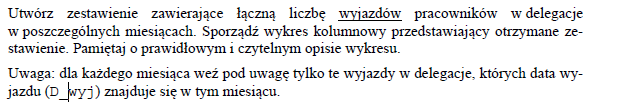 Utwórz zestawienie zawierające łączną liczbę wyjazdów pracowników w delegacje
w poszczególnych miesiącach. Sporządź wykres kolumnowy przedstawiający otrzymane ze-
stawienie. Pamiętaj o prawidłowym i czytelnym opisie wykresu.
Uwaga: dla każdego miesiąca weź pod uwagę tylko te wyjazdy w delegacje, których data wy-
jazdu (D_wyj) znajduje się w tym miesiącu.